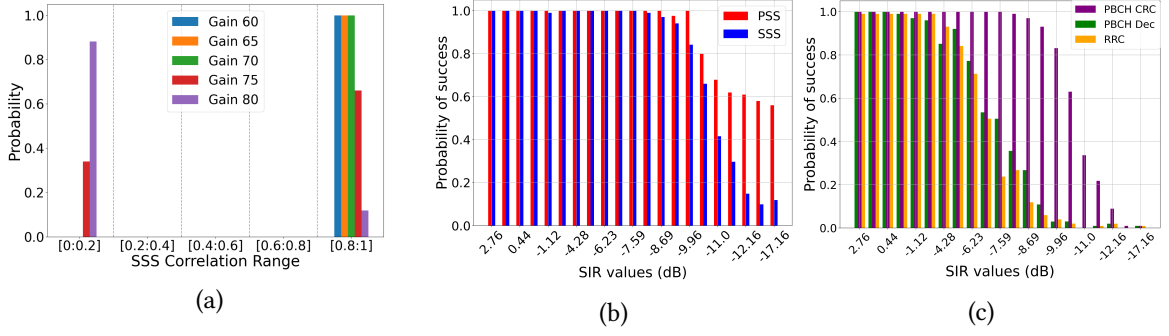 Probability
1.0
0.8
0.6
0.4
0.2
0.0
Gain 60
Gain 65
Gain 70
Gain 75
Gain 80
[0:0.2] [0.2:0.4] [0.4:0.6] [0.6:0.8] [0.8:1]
SSS Correlation Range
(a)
Probability of success
1.0
0.8
0.6
0.4
0.2
0.0
PSS
SSS
2.76 0.44 -1.12 -4.28 -6.23 -7.59 -8.69 -9.96 -11.0 -12.16 -17.16
SIR values (dB)
(b)
Probability of success
1.0
0.8
0.6
0.4
0.2
0.0
PBCH CRC
PBCH Dec
RRC
2.76 0.44 -1.12 -4.28 -6.23 -7.59 -8.69 -9.96 -11.0 -12.16 -17.16
SIR values (dB)
(c)